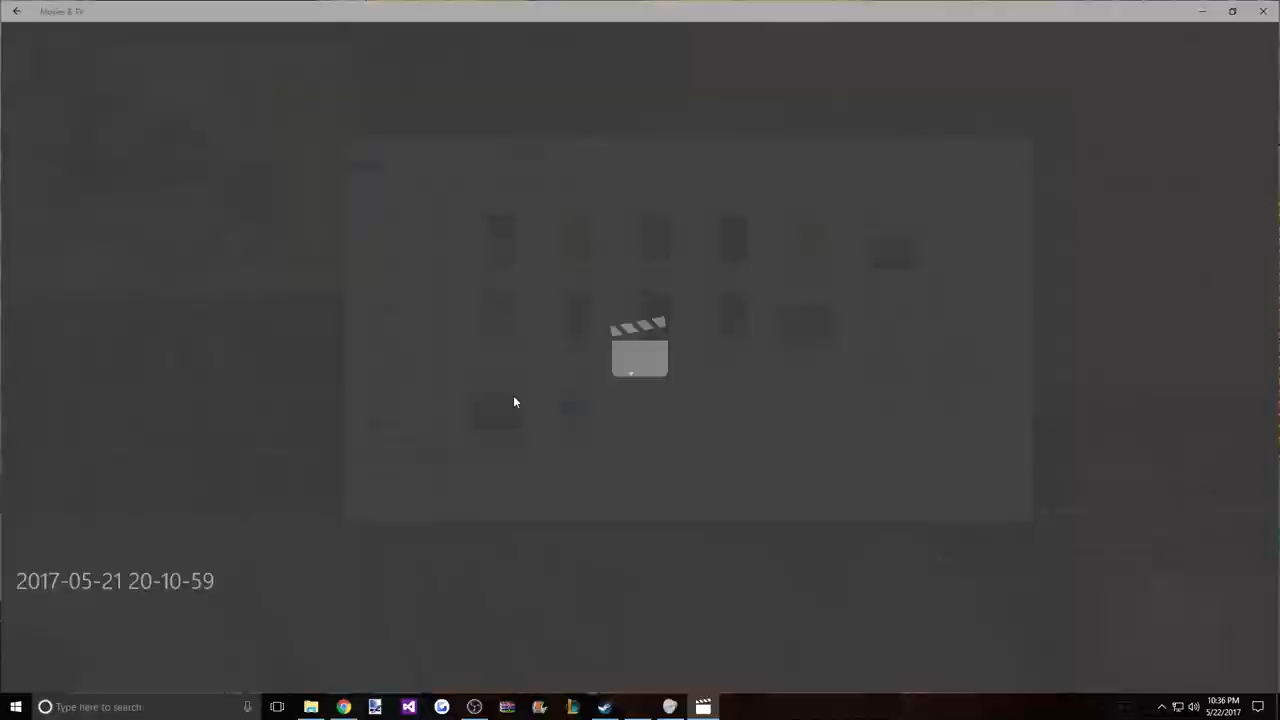 Movies & TV
2017-05-21 20-10-59
Type here to search
10:36 PM
5/22/2017